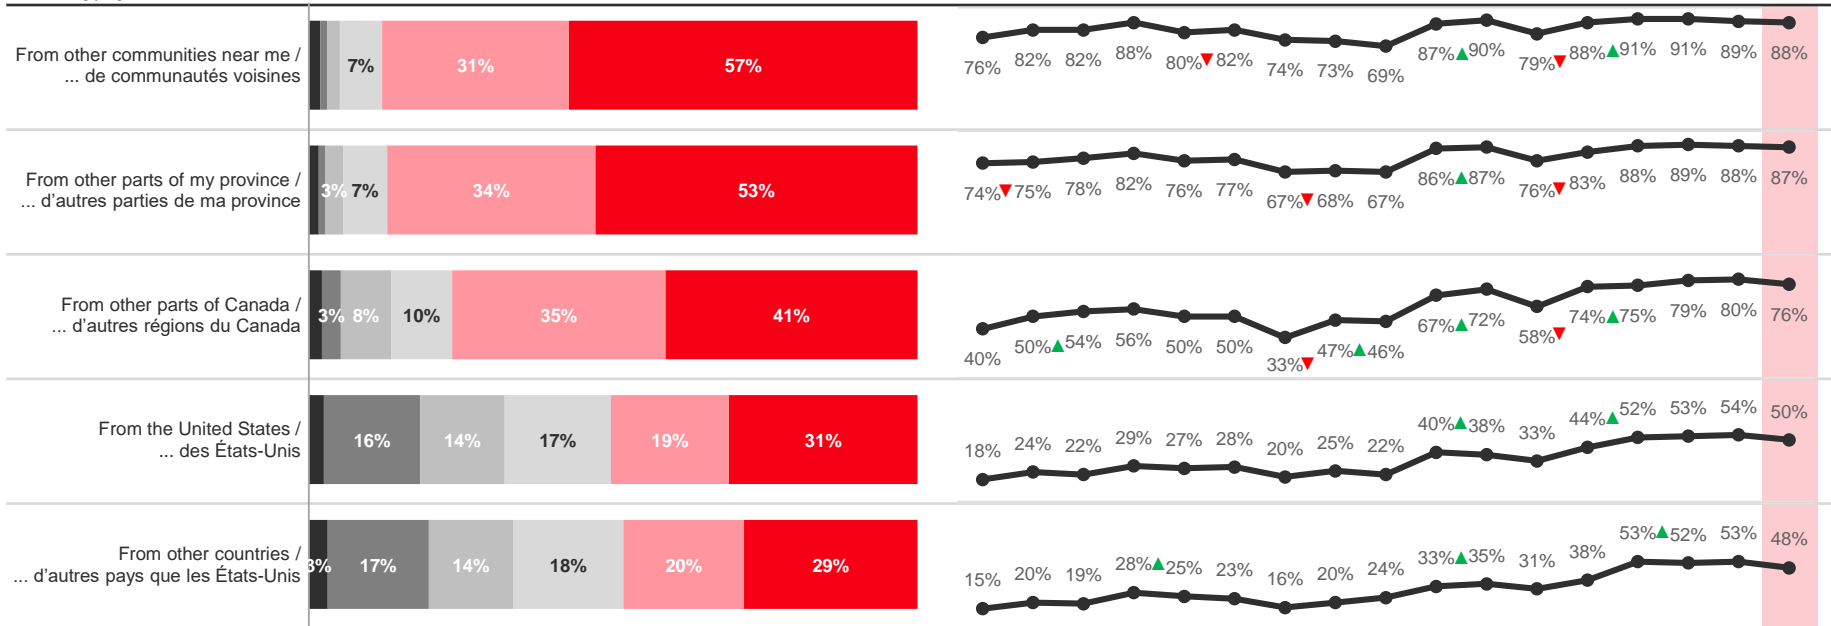 From other communities near me /
... de communautés voisines
7% 31% 57%
76% 82% 82% 88% 80%▼82% 74% 73% 69% 87%▲90% 79%▼88%▲91% 91% 89% 88%
From other parts of my province /
... d'autres parties de ma province
3% 7% 34% 53%
74%▼75% 78% 82% 76% 77% 67%▼68% 67% 86%▲87% 76%▼83% 88% 89% 88% 87%
From other parts of Canada /
... d'autres régions du Canada
3% 8% 10% 35% 41%
40% 50%▲54% 56% 50% 50% 33%▼47%▲46% 67%▲72% 58%▼74%▲75% 79% 80% 76%
From the United States /
... des États-Unis
16% 14% 17% 19% 31%
18% 24% 22% 29% 27% 28% 20% 25% 22% 40%▲38% 33% 44%▲52% 53% 54% 50%
From other countries /
... d'autres pays que les États-Unis
3% 17% 14% 18% 20% 29%
15% 20% 19% 28%▲25% 23% 16% 20% 24% 33%▲35% 31% 38% 53%▲52% 53% 48%